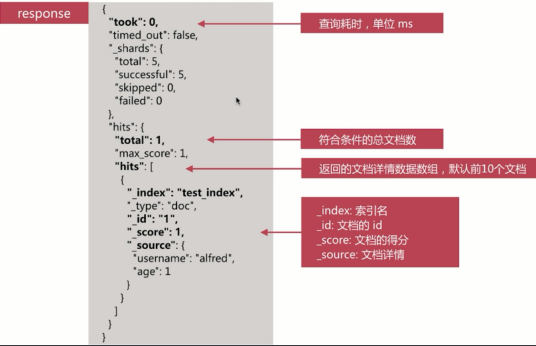 response
{
"took": 0,
查询耗时，单位 ms
"timed_out": false,
"_shards": {
"total": 5,
"successful": 5,
"skipped": 0,
"failed": 0
},
"hits": {
"total": 1,
符合条件的总文档数
"max_score": 1,
"hits": [
返回的文档详情数据数组，默认前10个文档
{
"_index": "test_index",
"_type": "doc",
"_id": "1",
"_score": 1,
"_source": {
"username": "alfred",
"age": 1
}
}
]
}
}
_index: 索引名
_id: 文档的 id
_score: 文档的得分
_source: 文档详情